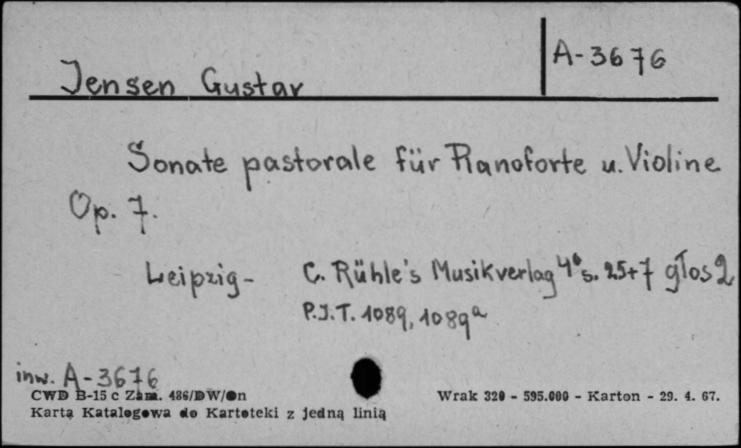 A-3676
Jensen Gustav
Sonate pastorale für Pianoforte u. Violine
Op. 7.
Leipzig - C. Rühle's Musikverlag 4° s. 25+7 głos 2
P.J.T. 1089, 1089a
inw. A-3676
CWD B-15 c Zam. 486/DW/On
Karta Katalogowa do Kartoteki z jedną linią
Wrak 320 - 595.000 - Karton - 29. 4. 67.